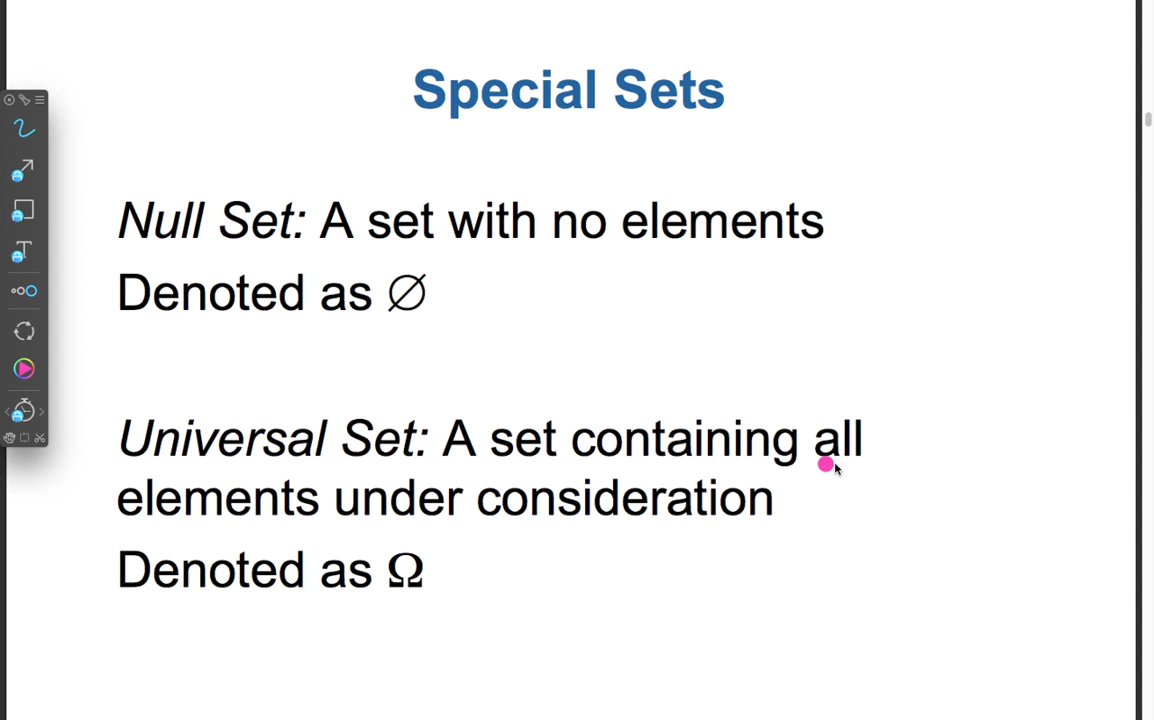 Special Sets
Null Set: A set with no elements
Denoted as ∅
Universal Set: A set containing all
elements under consideration
Denoted as Ω